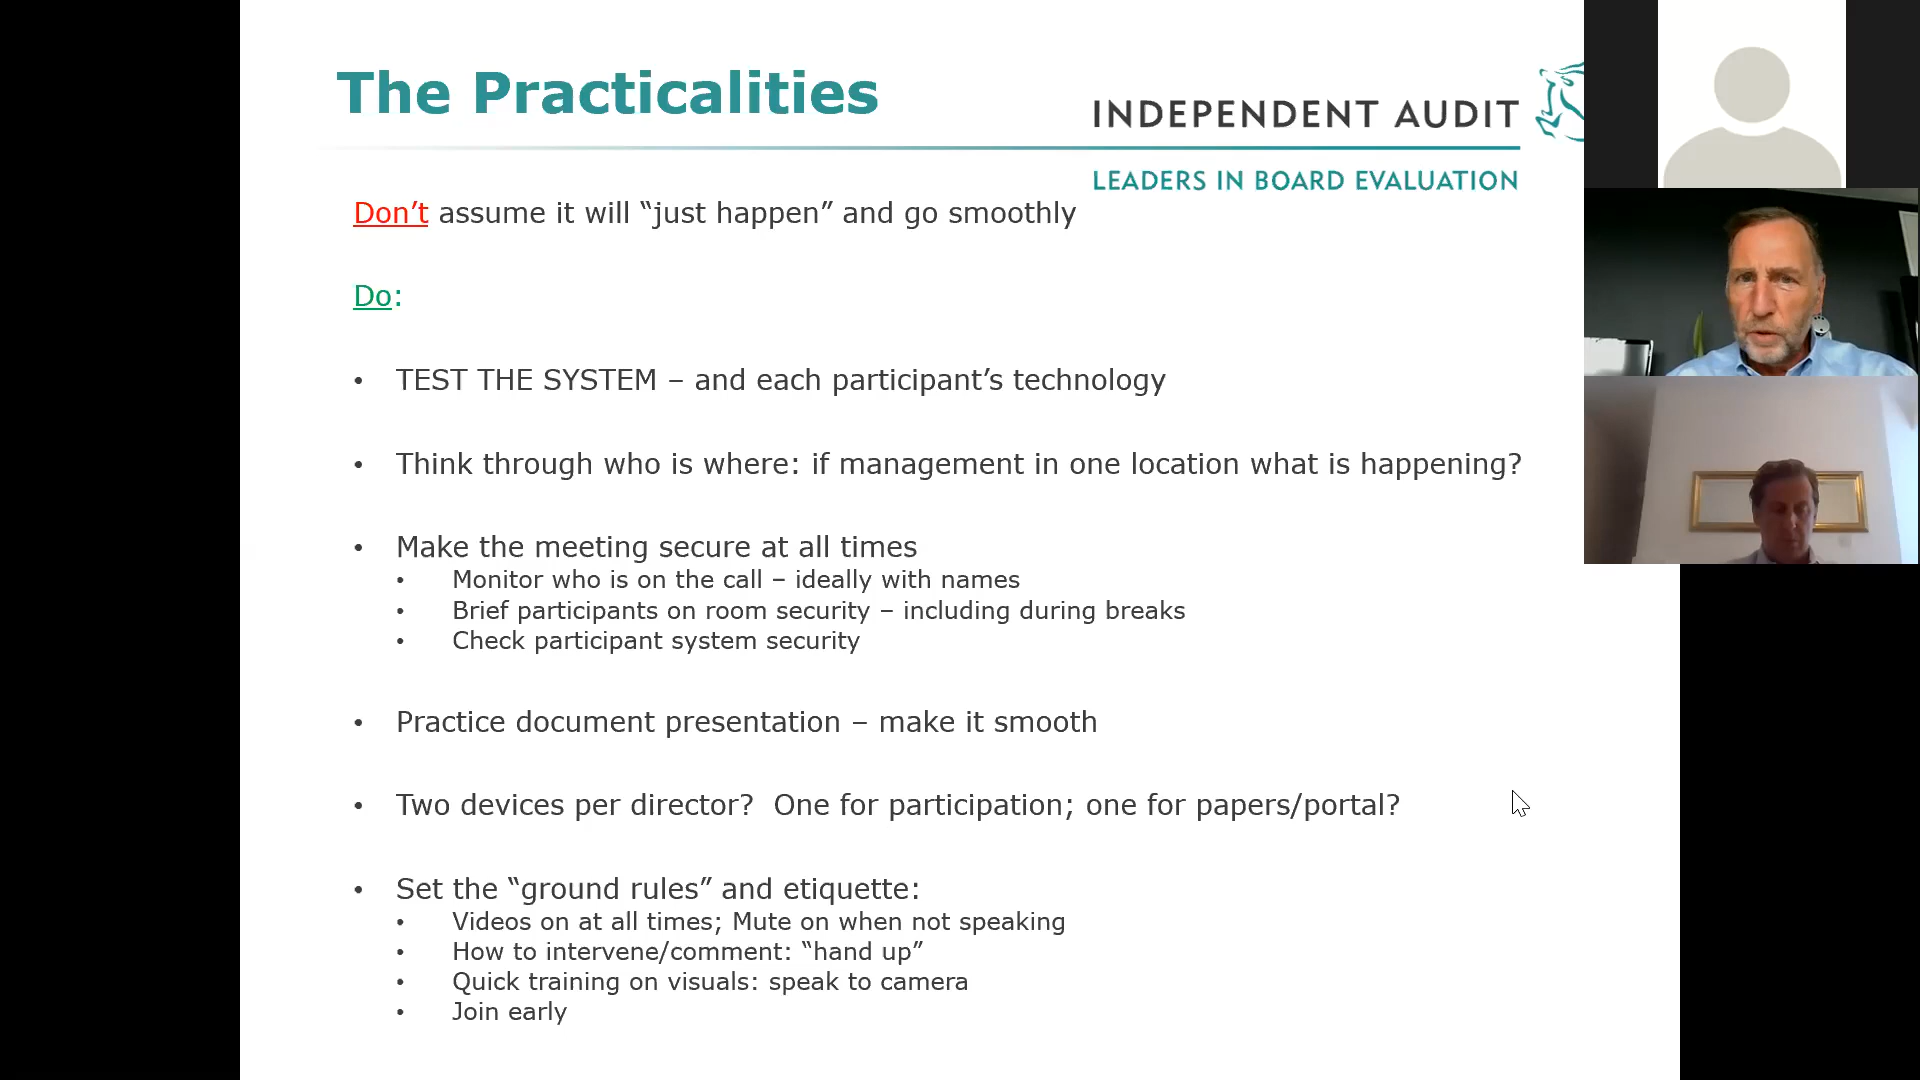 The Practicalities
INDEPENDENT AUDIT
LEADERS IN BOARD EVALUATION
Don’t assume it will “just happen” and go smoothly
Do:
• TEST THE SYSTEM – and each participant’s technology
• Think through who is where: if management in one location what is happening?
• Make the meeting secure at all times
• Monitor who is on the call – ideally with names
• Brief participants on room security – including during breaks
• Check participant system security
• Practice document presentation – make it smooth
• Two devices per director?  One for participation; one for papers/portal?
• Set the “ground rules” and etiquette:
• Videos on at all times; Mute on when not speaking
• How to intervene/comment: “hand up”
• Quick training on visuals: speak to camera
• Join early